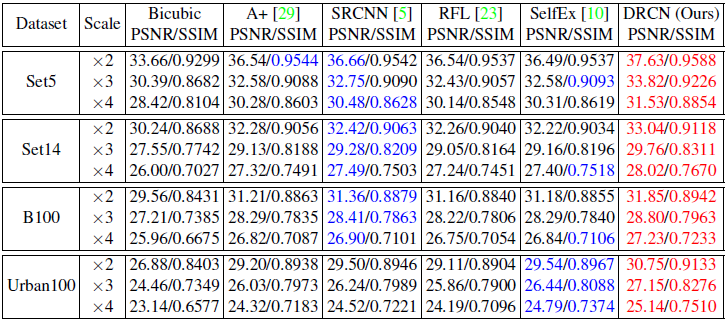 Dataset Scale Bicubic PSNR/SSIM A+ [29] PSNR/SSIM SRCNN [5] PSNR/SSIM RFL [23] PSNR/SSIM SelfEx [10] PSNR/SSIM DRCN (Ours) PSNR/SSIM
Set5 ×2 33.66/0.9299 36.54/0.9544 36.66/0.9542 36.54/0.9537 36.49/0.9537 37.63/0.9588
×3 30.39/0.8682 32.58/0.9088 32.75/0.9090 32.43/0.9057 32.58/0.9093 33.82/0.9226
×4 28.42/0.8104 30.28/0.8603 30.48/0.8628 30.14/0.8548 30.31/0.8619 31.53/0.8854
Set14 ×2 30.24/0.8688 32.28/0.9056 32.42/0.9063 32.26/0.9040 32.22/0.9034 33.04/0.9118
×3 27.55/0.7742 29.13/0.8188 29.28/0.8209 29.05/0.8164 29.16/0.8196 29.76/0.8311
×4 26.00/0.7027 27.32/0.7491 27.49/0.7503 27.24/0.7451 27.40/0.7518 28.02/0.7670
B100 ×2 29.56/0.8431 31.21/0.8863 31.36/0.8879 31.16/0.8840 31.18/0.8855 31.85/0.8942
×3 27.21/0.7385 28.29/0.7835 28.41/0.7863 28.22/0.7806 28.29/0.7840 28.80/0.7963
×4 25.96/0.6675 26.82/0.7087 26.90/0.7101 26.75/0.7054 26.84/0.7106 27.23/0.7233
Urban100 ×2 26.88/0.8403 29.20/0.8938 29.50/0.8946 29.11/0.8904 29.54/0.8967 30.75/0.9133
×3 24.46/0.7349 26.03/0.7973 26.24/0.7989 25.86/0.7900 26.44/0.8088 27.15/0.8276
×4 23.14/0.6577 24.32/0.7183 24.52/0.7221 24.19/0.7096 24.79/0.7374 25.14/0.7510